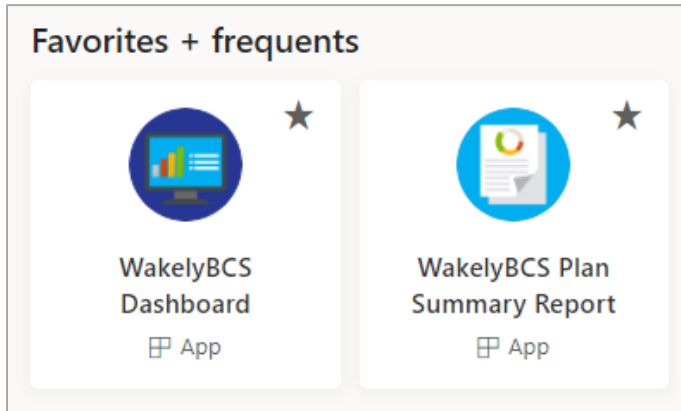 Favorites + frequents
WakelyBCS
Dashboard
App
WakelyBCS Plan
Summary Report
App